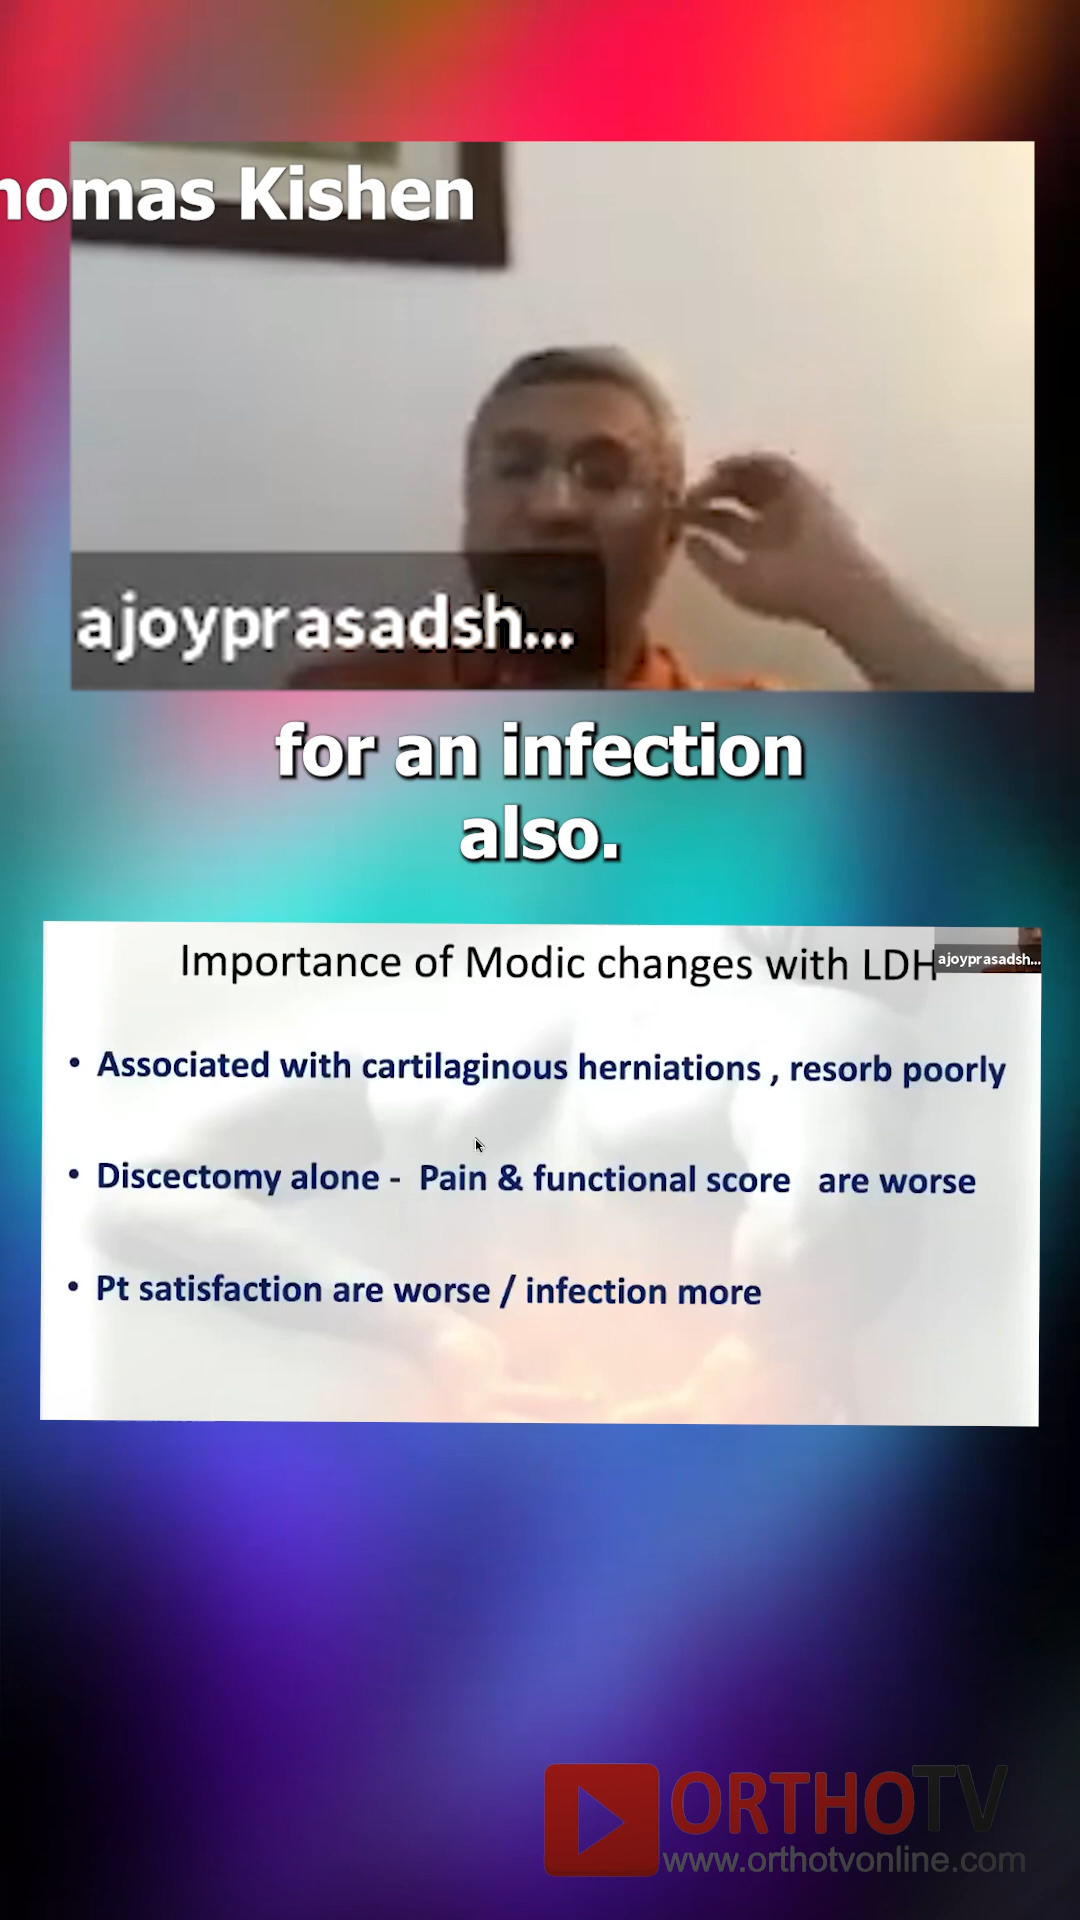 homas Kishen
ajoyprasadsh...
for an infection
also.
Importance of Modic changes with LDH
ajoyprasadsh...
• Associated with cartilaginous herniations , resorb poorly
• Discectomy alone - Pain & functional score are worse
• Pt satisfaction are worse / infection more
ORTHOTV
www.orthotvonline.com